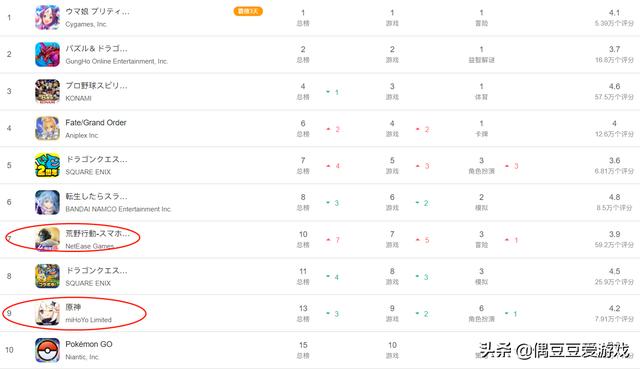 1 ウマ娘 プリティ... 霸榜3天 1 1 1 4.1
Cygames, Inc. 总榜 游戏 冒险 5.39万个评分
2 パズル＆ドラゴ... 2 2 1 3.7
GungHo Online Entertainment, Inc. 总榜 游戏 益智解谜 16.8万个评分
3 プロ野球スピリ... 4 1 3 1 4.6
KONAMI 总榜 游戏 体育 57.5万个评分
4 Fate/Grand Order 6 2 4 2 1 4
Aniplex Inc 总榜 游戏 卡牌 12.6万个评分
5 ドラゴンクエス... 7 4 5 3 3 3 3.6
SQUARE ENIX 总榜 游戏 角色扮演 6.81万个评分
6 転生したらスラ... 8 3 6 2 2 4.8
BANDAI NAMCO Entertainment Inc. 总榜 游戏 模拟 8.5万个评分
7 荒野行動-スマホ... 10 7 7 5 3 1 3.9
NetEase Games 总榜 游戏 冒险 59.2万个评分
8 ドラゴンクエス... 11 4 8 3 3 4.5
SQUARE ENIX 总榜 游戏 模拟 25.9万个评分
9 原神 13 3 9 2 6 1 4.2
miHoYo Limited 总榜 游戏 角色扮演 7.91万个评分
10 Pokémon GO 15 10
Niantic, Inc. 总榜 游戏
头条 @偶豆豆爱游戏